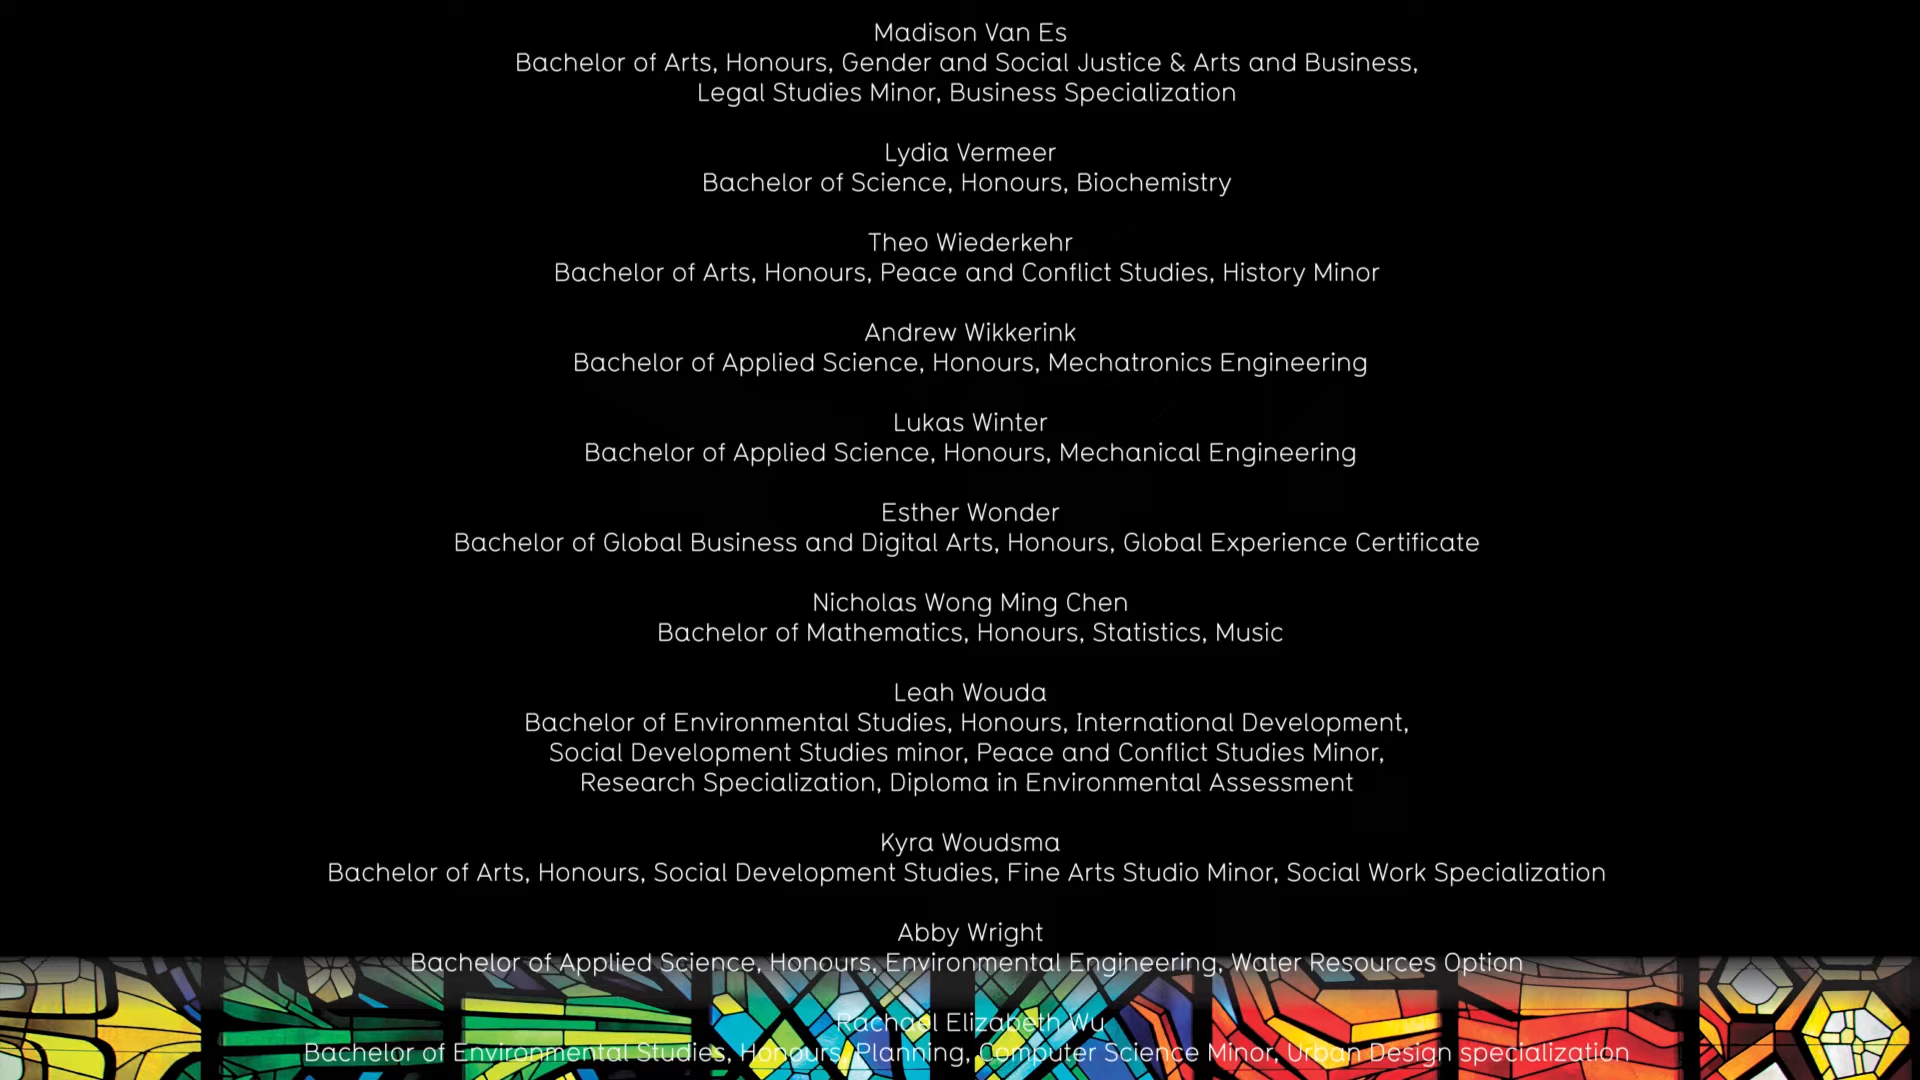 Madison Van Es
Bachelor of Arts, Honours, Gender and Social Justice & Arts and Business,
Legal Studies Minor, Business Specialization
Lydia Vermeer
Bachelor of Science, Honours, Biochemistry
Theo Wiederkehr
Bachelor of Arts, Honours, Peace and Conflict Studies, History Minor
Andrew Wikkerink
Bachelor of Applied Science, Honours, Mechatronics Engineering
Lukas Winter
Bachelor of Applied Science, Honours, Mechanical Engineering
Esther Wonder
Bachelor of Global Business and Digital Arts, Honours, Global Experience Certificate
Nicholas Wong Ming Chen
Bachelor of Mathematics, Honours, Statistics, Music
Leah Wouda
Bachelor of Environmental Studies, Honours, International Development,
Social Development Studies minor, Peace and Conflict Studies Minor,
Research Specialization, Diploma in Environmental Assessment
Kyra Woudsma
Bachelor of Arts, Honours, Social Development Studies, Fine Arts Studio Minor, Social Work Specialization
Abby Wright
Bachelor of Applied Science, Honours, Environmental Engineering, Water Resources Option
Rachael Elizabeth Wu
Bachelor of Environmental Studies, Honours, Planning, Computer Science Minor, Urban Design specialization